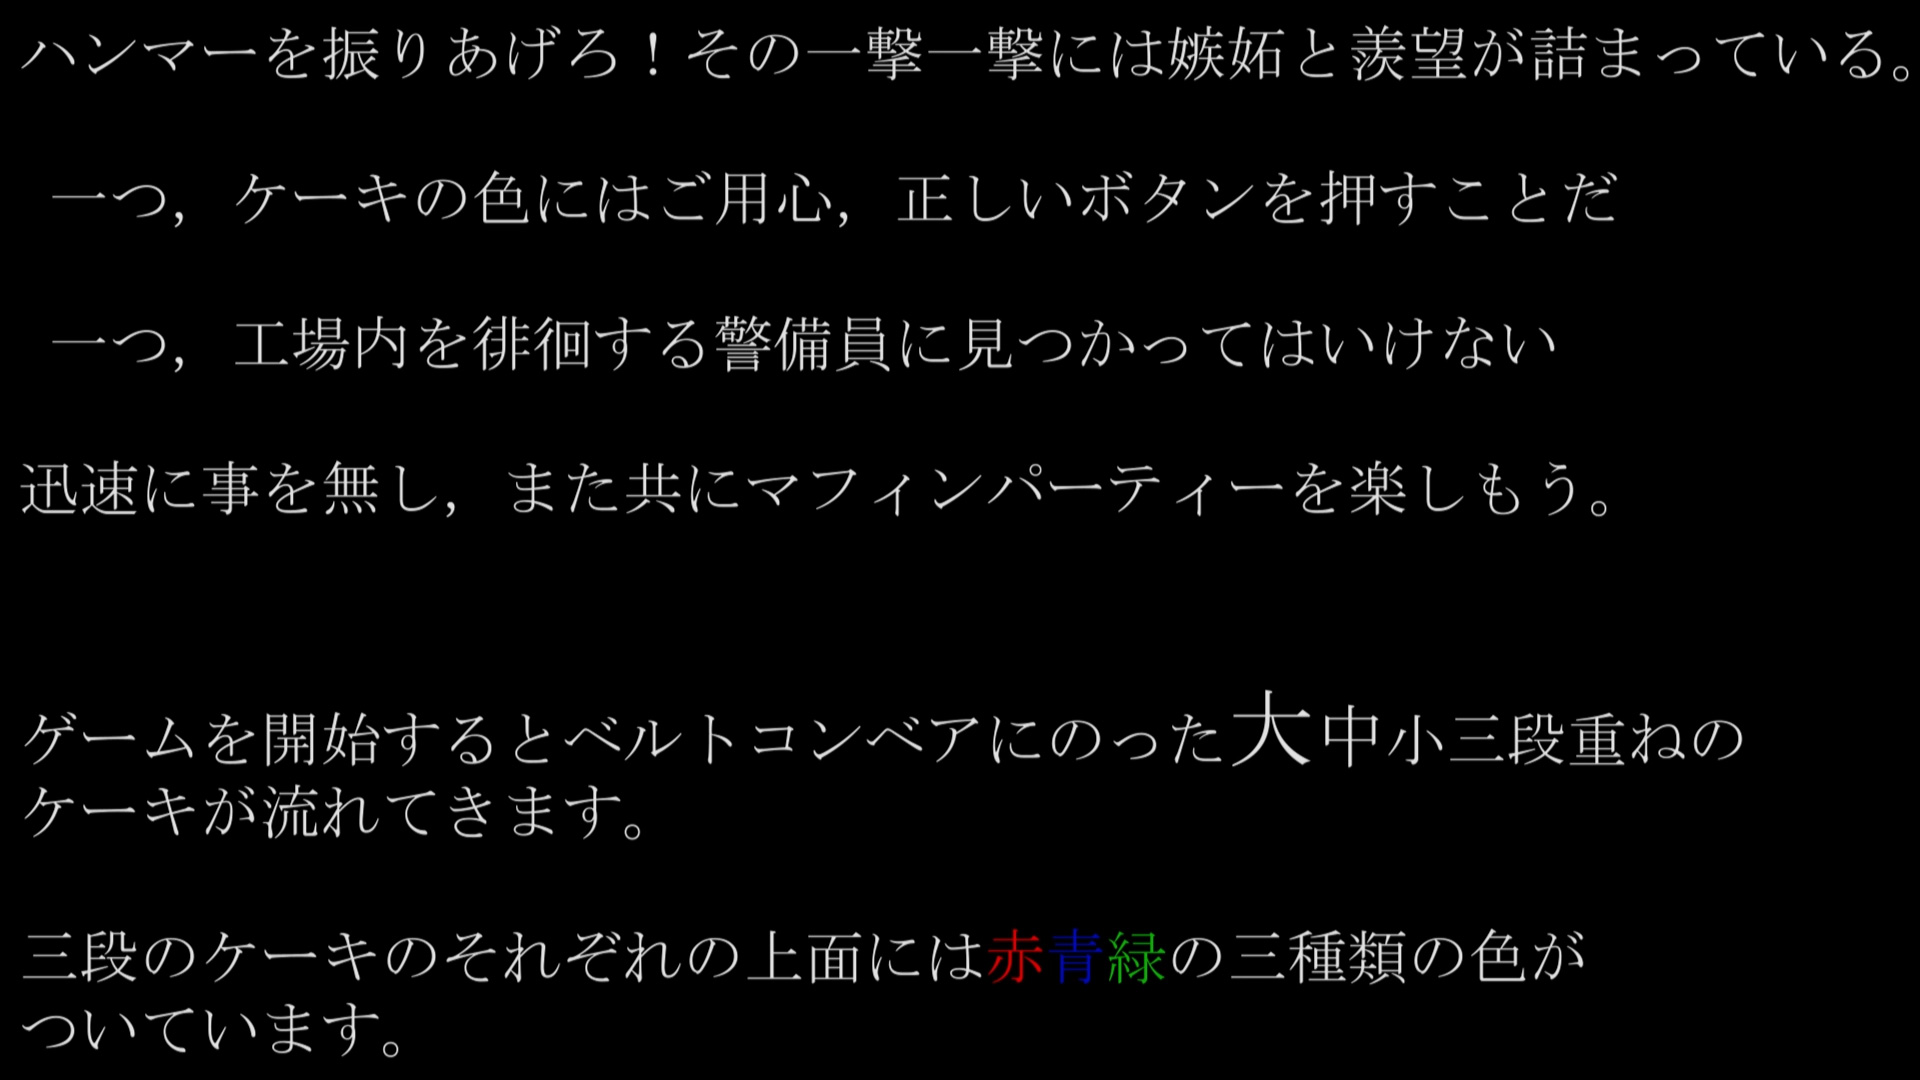 ハンマーを振りあげろ！その一撃一撃には嫉妬と羨望が詰まっている。
一つ，ケーキの色にはご用心，正しいボタンを押すことだ
一つ，工場内を徘徊する警備員に見つかってはいけない
迅速に事を無し，また共にマフィンパーティーを楽しもう。
ゲームを開始するとベルトコンベアにのった大中小三段重ねの
ケーキが流れてきます。
三段のケーキのそれぞれの上面には赤青緑の三種類の色が
ついています。